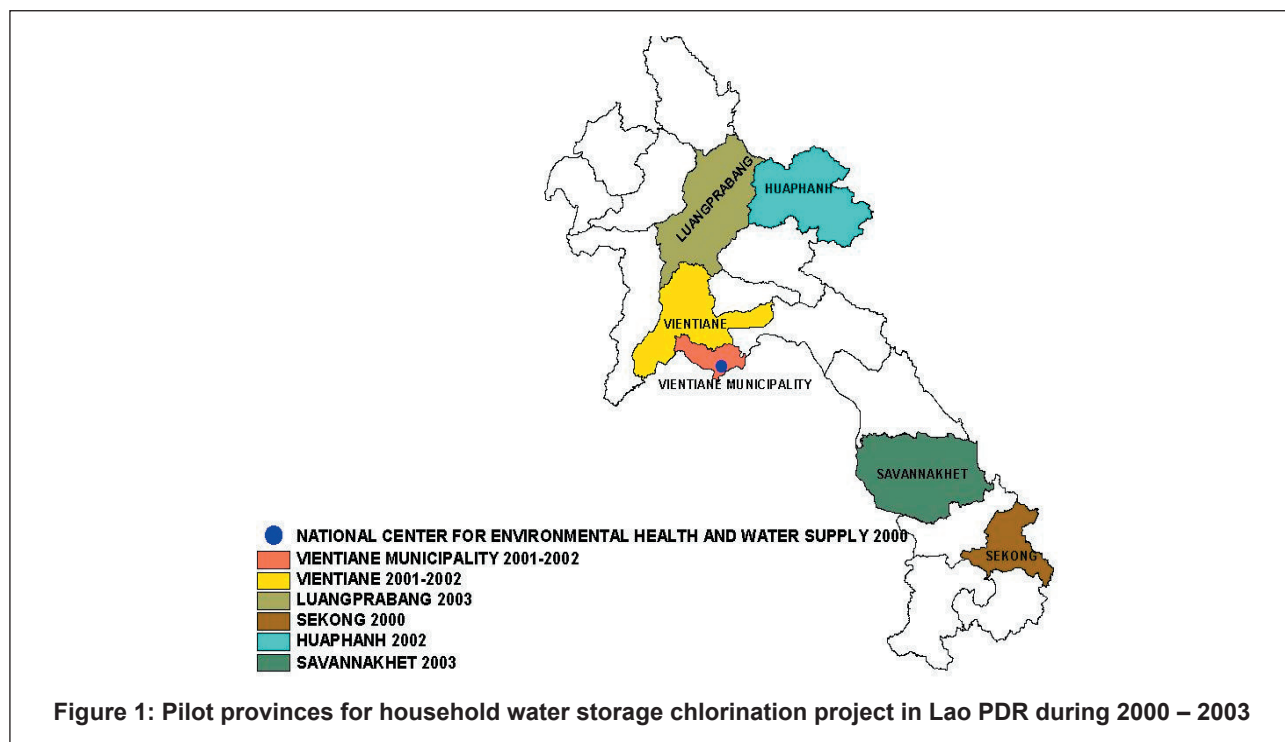 HUAPHANH
LUANGPRABANG
VIENTIANE
VIENTIANE MUNICIPALITY
SAVANNAKHET
SEKONG
NATIONAL CENTER FOR ENVIRONMENTAL HEALTH AND WATER SUPPLY 2000
VIENTIANE MUNICIPALITY 2001-2002
VIENTIANE 2001-2002
LUANGPRABANG 2003
SEKONG 2000
HUAPHANH 2002
SAVANNAKHET 2003
Figure 1: Pilot provinces for household water storage chlorination project in Lao PDR during 2000 – 2003